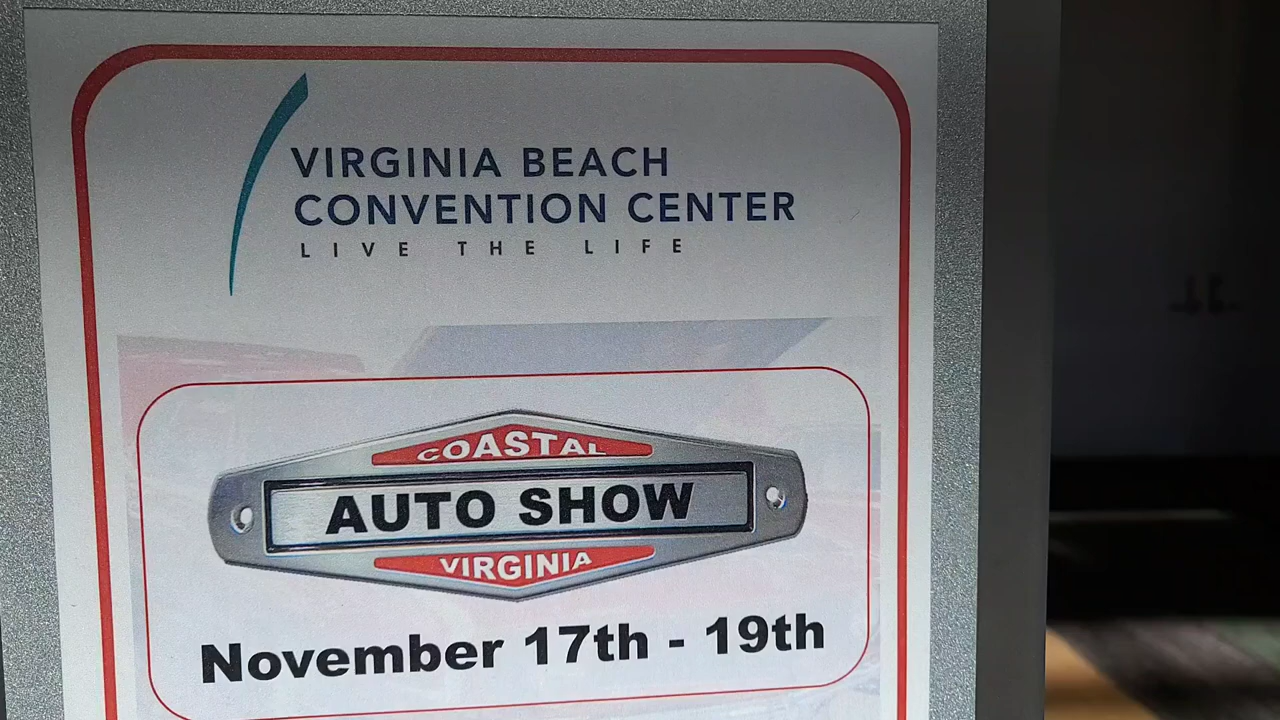 VIRGINIA BEACH
CONVENTION CENTER
LIVE THE LIFE
COASTAL
AUTO SHOW
VIRGINIA
November 17th - 19th